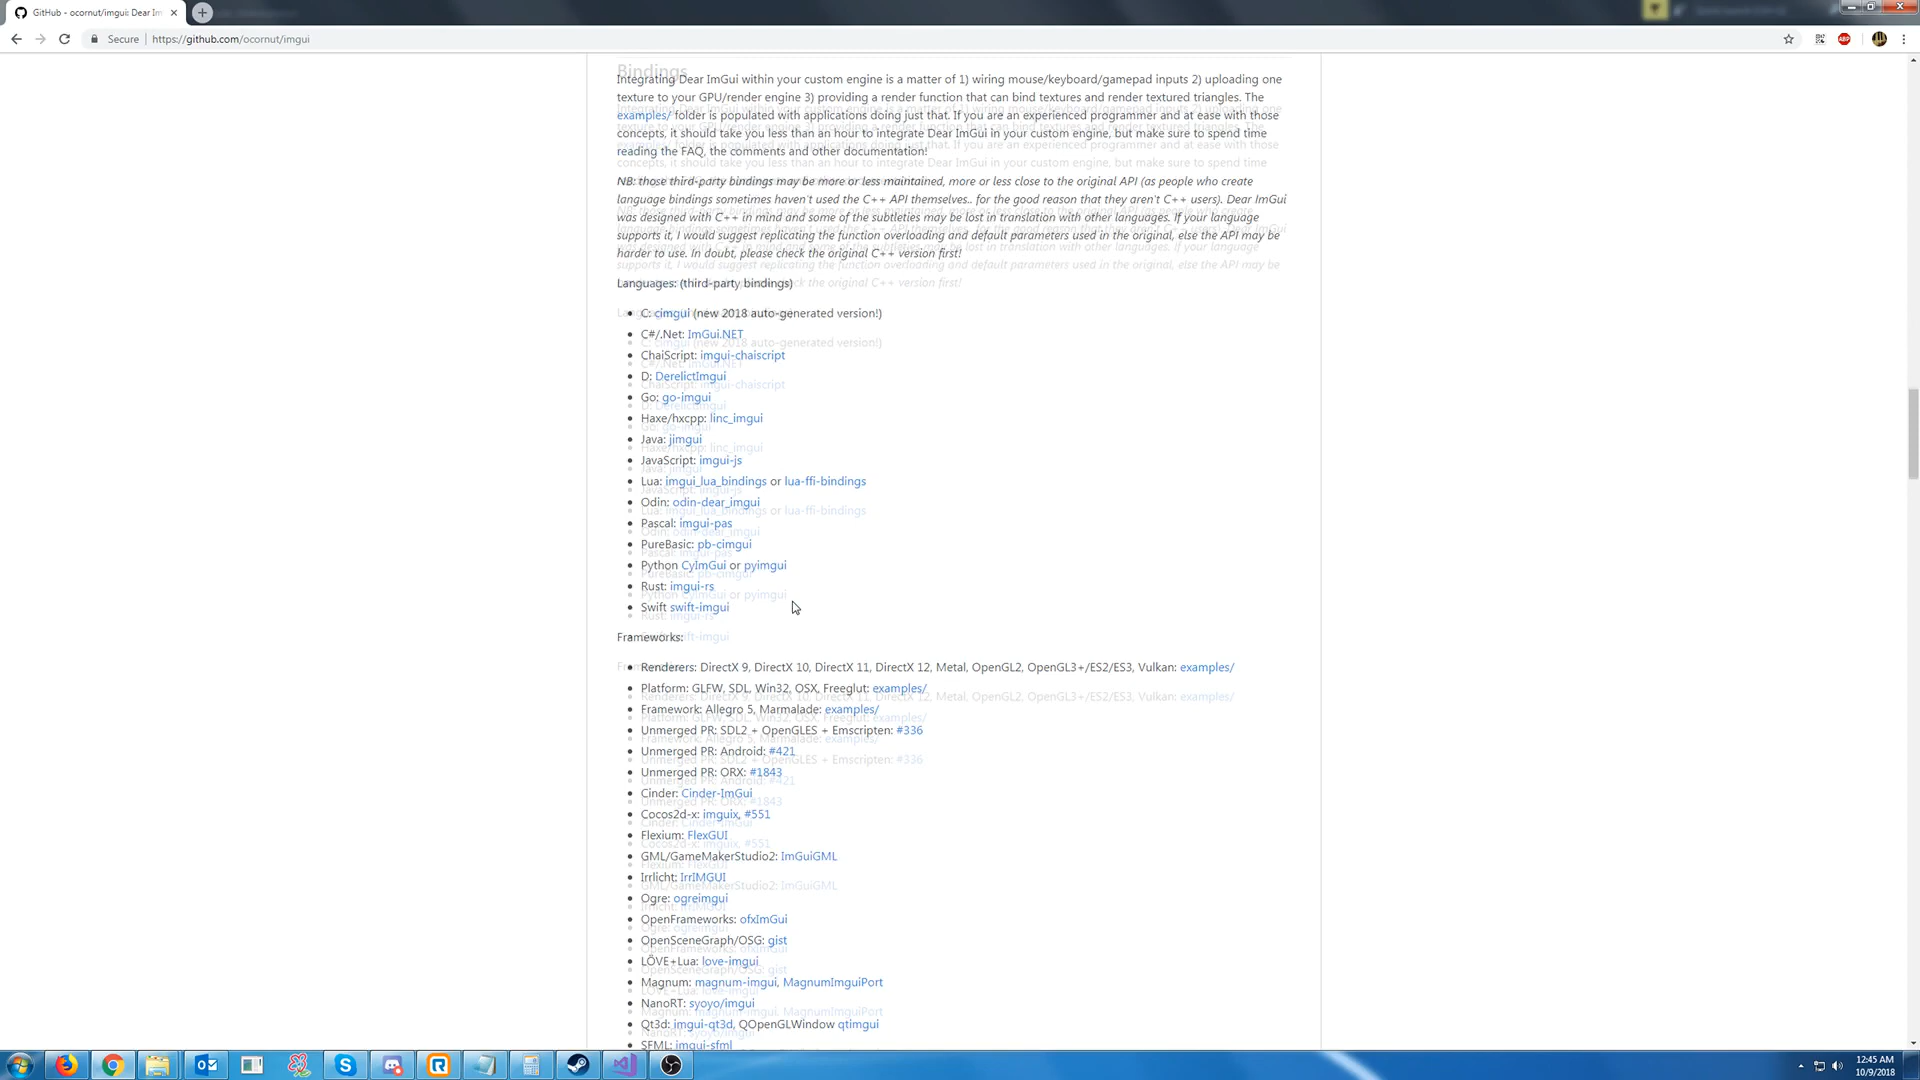 GitHub - ocornut/imgui: Dear Im
Secure
https://github.com/ocornut/imgui
ABP
Bindings
Integrating Dear ImGui within your custom engine is a matter of 1) wiring mouse/keyboard/gamepad inputs 2) uploading one
texture to your GPU/render engine 3) providing a render function that can bind textures and render textured triangles. The
examples/ folder is populated with applications doing just that. If you are an experienced programmer and at ease with those
concepts, it should take you less than an hour to integrate Dear ImGui in your custom engine, but make sure to spend time
reading the FAQ, the comments and other documentation!
NB: those third-party bindings may be more or less maintained, more or less close to the original API (as people who create
language bindings sometimes haven't used the C++ API themselves.. for the good reason that they aren't C++ users). Dear ImGui
was designed with C++ in mind and some of the subtleties may be lost in translation with other languages. If your language
supports it, I would suggest replicating the function overloading and default parameters used in the original, else the API may be
harder to use. In doubt, please check the original C++ version first!
Languages: (third-party bindings)
C: cimgui (new 2018 auto-generated version!)
C#/.Net: ImGui.NET
ChaiScript: imgui-chaiscript
D: DerelictImgui
Go: go-imgui
Haxe/hxcpp: linc_imgui
Java: jimgui
JavaScript: imgui-js
Lua: imgui_lua_bindings or lua-ffi-bindings
Odin: odin-dear_imgui
Pascal: imgui-pas
PureBasic: pb-cimgui
Python CyImGui or pyimgui
Rust: imgui-rs
Swift swift-imgui
Frameworks:
Renderers: DirectX 9, DirectX 10, DirectX 11, DirectX 12, Metal, OpenGL2, OpenGL3+/ES2/ES3, Vulkan: examples/
Platform: GLFW, SDL, Win32, OSX, Freeglut: examples/
Framework: Allegro 5, Marmalade: examples/
Unmerged PR: SDL2 + OpenGLES + Emscripten: #336
Unmerged PR: Android: #421
Unmerged PR: ORX: #1843
Cinder: Cinder-ImGui
Cocos2d-x: imguix, #551
Flexium: FlexGUI
GML/GameMakerStudio2: ImGuiGML
Irrlicht: IrrIMGUI
Ogre: ogreimgui
OpenFrameworks: ofxImGui
OpenSceneGraph/OSG: gist
LÖVE+Lua: love-imgui
Magnum: magnum-imgui, MagnumImguiPort
NanoRT: syoyo/imgui
Qt3d: imgui-qt3d, QOpenGLWindow qtimgui
SFML: imgui-sfml
12:45 AM
10/9/2018